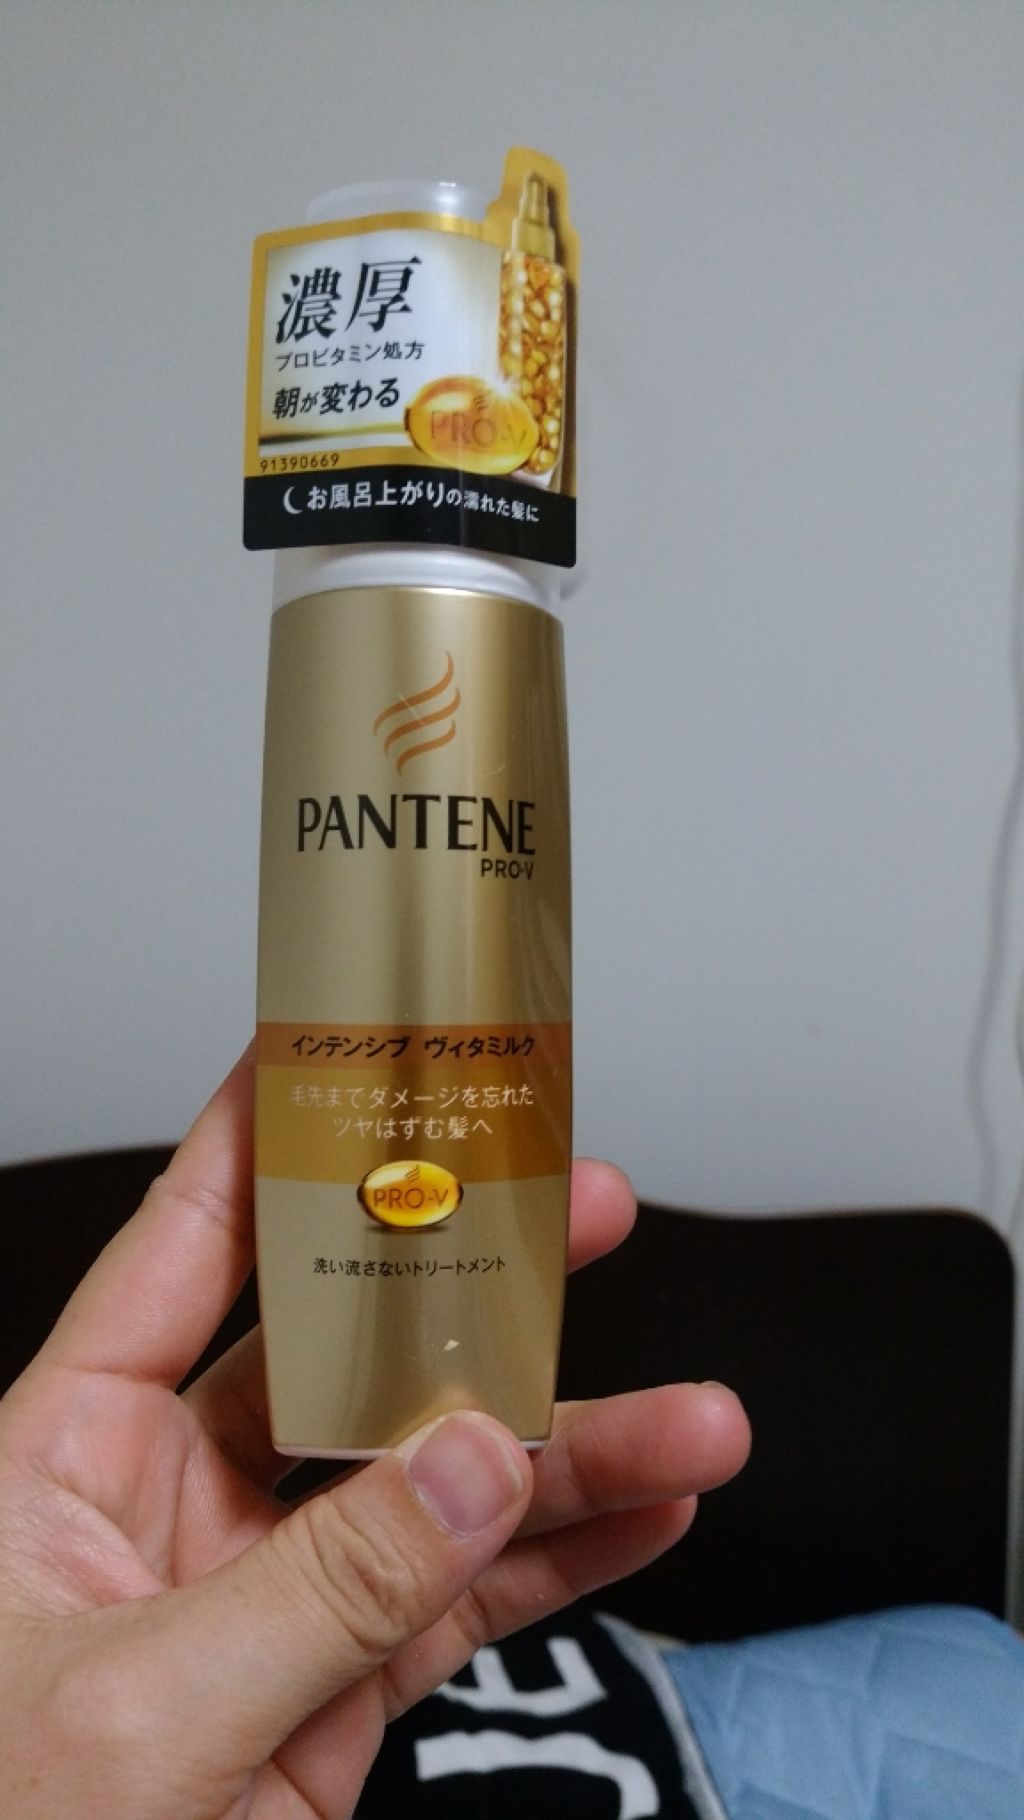 濃厚
プロビタミン処方
朝が変わる
PRO-V
91390669
お風呂上がりの濡れた髪に
PANTENE
PRO-V
インテンシブ ヴィタミルク
毛先までダメージを忘れた
ツヤはずむ髪へ
PRO-V
洗い流さないトリートメント